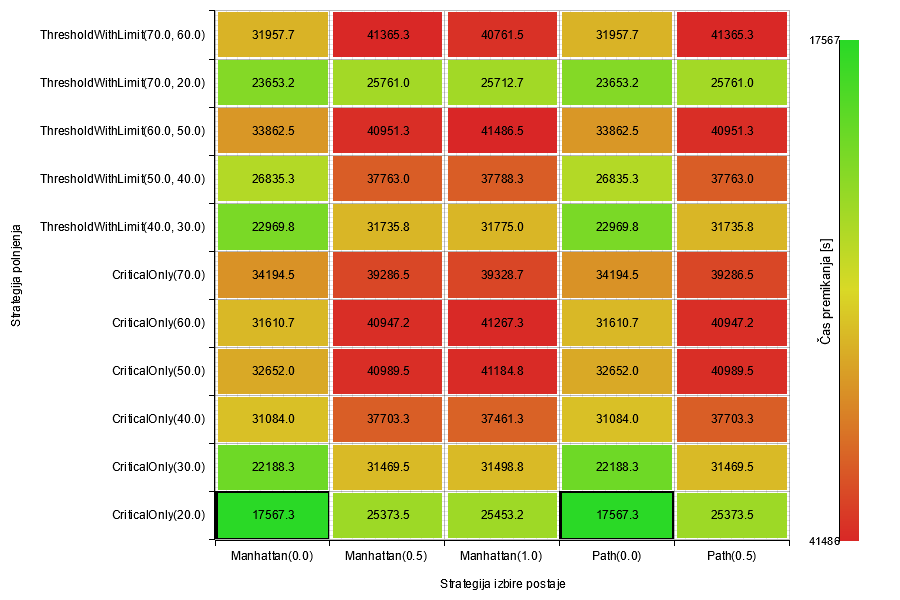 ThresholdWithLimit(70.0, 60.0) 31957.7 41365.3 40761.5 31957.7 41365.3
ThresholdWithLimit(70.0, 20.0) 23653.2 25761.0 25712.7 23653.2 25761.0
ThresholdWithLimit(60.0, 50.0) 33862.5 40951.3 41486.5 33862.5 40951.3
ThresholdWithLimit(50.0, 40.0) 26835.3 37763.0 37788.3 26835.3 37763.0
ThresholdWithLimit(40.0, 30.0) 22969.8 31735.8 31775.0 22969.8 31735.8
CriticalOnly(70.0) 34194.5 39286.5 39328.7 34194.5 39286.5
CriticalOnly(60.0) 31610.7 40947.2 41267.3 31610.7 40947.2
CriticalOnly(50.0) 32652.0 40989.5 41184.8 32652.0 40989.5
CriticalOnly(40.0) 31084.0 37703.3 37461.3 31084.0 37703.3
CriticalOnly(30.0) 22188.3 31469.5 31498.8 22188.3 31469.5
CriticalOnly(20.0) 17567.3 25373.5 25453.2 17567.3 25373.5
Manhattan(0.0) Manhattan(0.5) Manhattan(1.0) Path(0.0) Path(0.5)
Strategija izbire postaje
Strategija polnjenja
17567
Čas premikanja [s]
41486